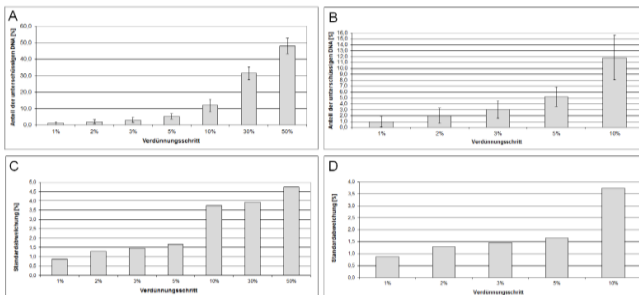 A
Anteil der unterschüssigen DNA [%]
60,0
50,0
40,0
30,0
20,0
10,0
0,0
1% 2% 3% 5% 10% 30% 50%
Verdünnungsschritt
B
Anteil der unterschüssigen DNA [%]
16,0
15,0
14,0
13,0
12,0
11,0
10,0
9,0
8,0
7,0
6,0
5,0
4,0
3,0
2,0
1,0
0,0
1% 2% 3% 5% 10%
Verdünnungsschritt
C
Standardabweichung [%]
5,0
4,5
4,0
3,5
3,0
2,5
2,0
1,5
1,0
0,5
0,0
1% 2% 3% 5% 10% 30% 50%
Verdünnungsschritt
D
Standardabweichung [%]
4,0
3,5
3,0
2,5
2,0
1,5
1,0
0,5
0,0
1% 2% 3% 5% 10%
Verdünnungsschritt